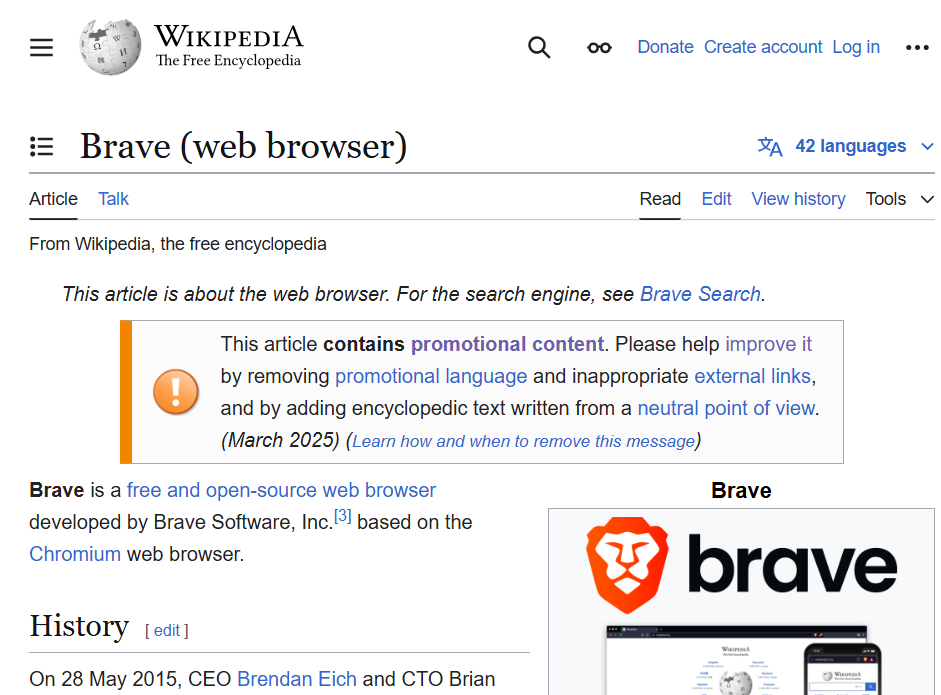 WIKIPEDIA
The Free Encyclopedia
Donate Create account Log in
Brave (web browser)
42 languages
Article Talk Read Edit View history Tools
From Wikipedia, the free encyclopedia
This article is about the web browser. For the search engine, see Brave Search.
This article contains promotional content. Please help improve it
by removing promotional language and inappropriate external links,
and by adding encyclopedic text written from a neutral point of view.
(March 2025) (Learn how and when to remove this message)
Brave is a free and open-source web browser
developed by Brave Software, Inc.[3] based on the
Chromium web browser.
Brave
brave
WIKIPEDIA
WIKIPEDIA
History [ edit ]
On 28 May 2015, CEO Brendan Eich and CTO Brian